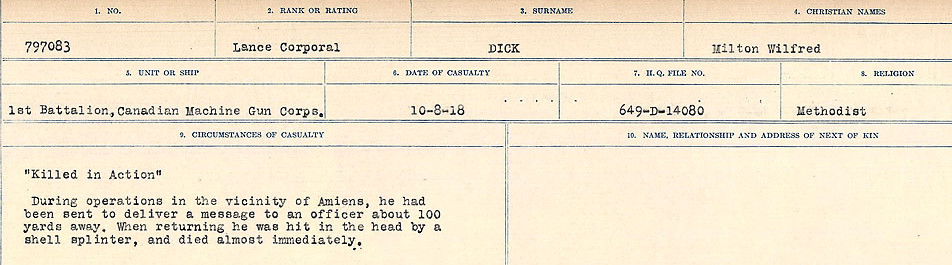 1. NO. 2. RANK OR RATING 3. SURNAME 4. CHRISTIAN NAMES
797083 Lance Corporal DICK Milton Wilfred
5. UNIT OR SHIP 6. DATE OF CASUALTY 7. H.Q. FILE NO. 8. RELIGION
1st Battalion,Canadian Machine Gun Corps. 10-8-18 649-D-14080 Methodist
9. CIRCUMSTANCES OF CASUALTY 10. NAME, RELATIONSHIP AND ADDRESS OF NEXT OF KIN
"Killed in Action"
During operations in the vicinity of Amiens, he had
been sent to deliver a message to an officer about 100
yards away. When returning he was hit in the head by a
shell splinter, and died almost immediately.